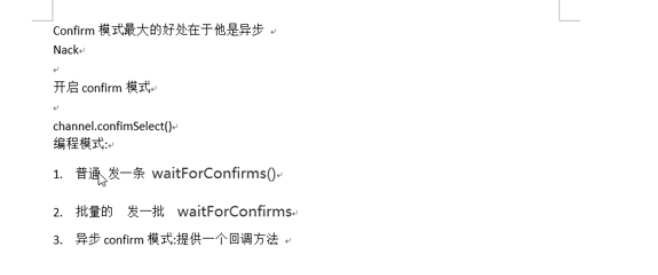 Confirm 模式最大的好处在于他是异步
Nack
开启 confirm 模式
channel.confimSelect()
编程模式:
1. 普通 发一条 waitForConfirms()
2. 批量的 发一批 waitForConfirms
3. 异步 confirm 模式:提供一个回调方法